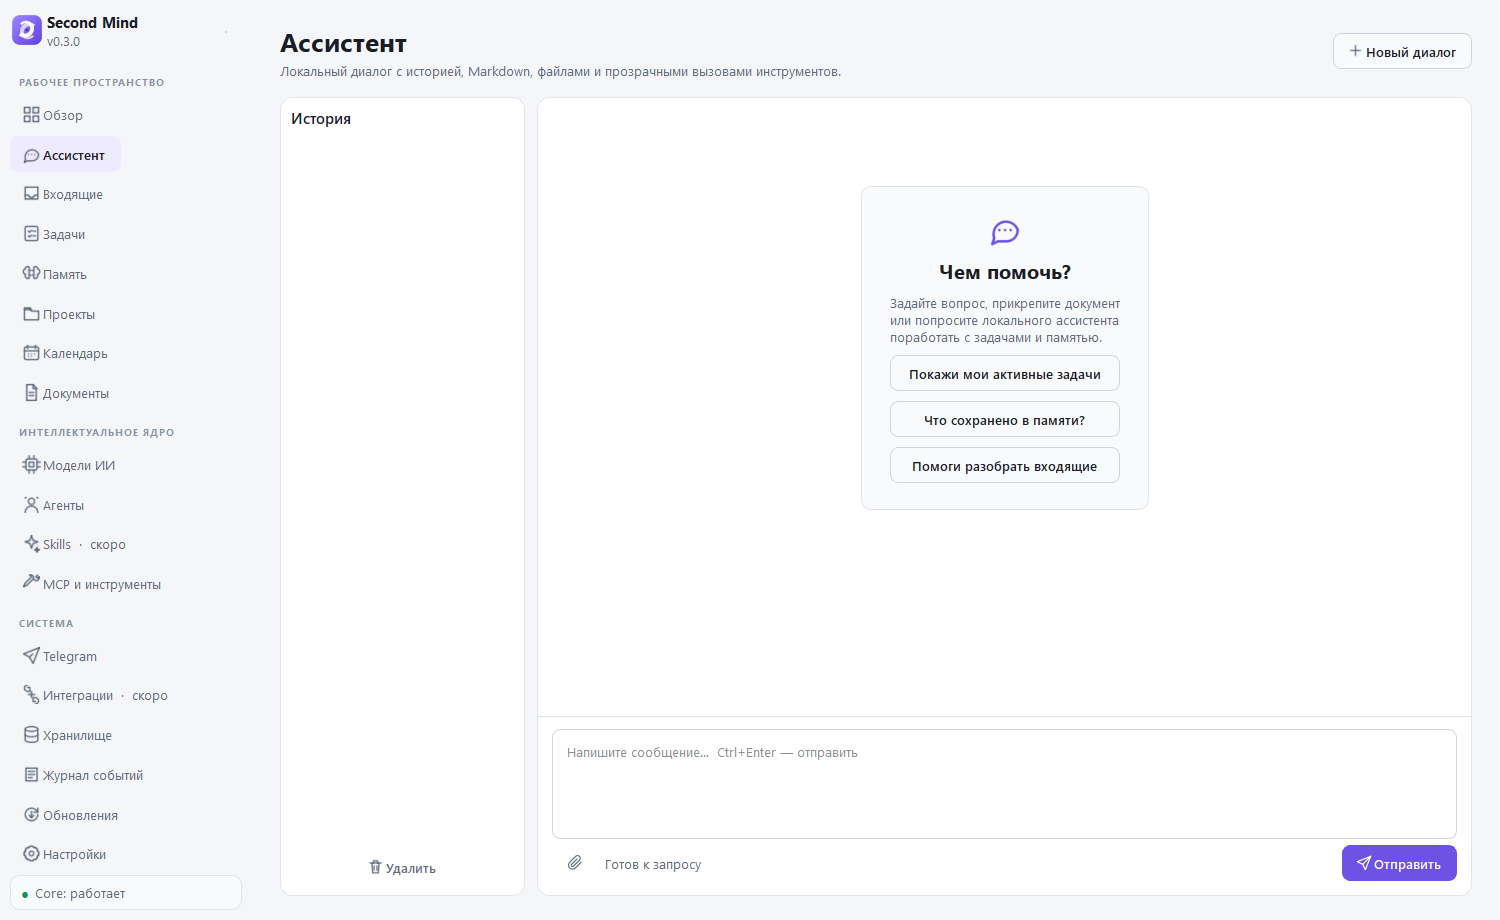 Second Mind
v0.3.0
РАБОЧЕЕ ПРОСТРАНСТВО
Обзор
Ассистент
Входящие
Задачи
Память
Проекты
Календарь
Документы
ИНТЕЛЛЕКТУАЛЬНОЕ ЯДРО
Модели ИИ
Агенты
Skills · скоро
MCP и инструменты
СИСТЕМА
Telegram
Интеграции · скоро
Хранилище
Журнал событий
Обновления
Настройки
Core: работает
Ассистент
Локальный диалог с историей, Markdown, файлами и прозрачными вызовами инструментов.
Новый диалог
История
Удалить
Чем помочь?
Задайте вопрос, прикрепите документ
или попросите локального ассистента
поработать с задачами и памятью.
Покажи мои активные задачи
Что сохранено в памяти?
Помоги разобрать входящие
Напишите сообщение... Ctrl+Enter — отправить
Готов к запросу
Отправить